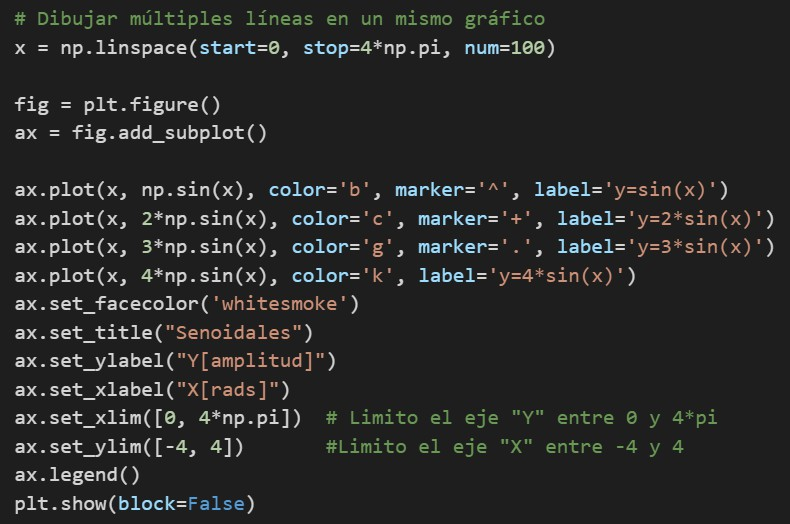 # Dibujar múltiples líneas en un mismo gráfico
x = np.linspace(start=0, stop=4*np.pi, num=100)
fig = plt.figure()
ax = fig.add_subplot()
ax.plot(x, np.sin(x), color='b', marker='^', label='y=sin(x)')
ax.plot(x, 2*np.sin(x), color='c', marker='+', label='y=2*sin(x)')
ax.plot(x, 3*np.sin(x), color='g', marker='.', label='y=3*sin(x)')
ax.plot(x, 4*np.sin(x), color='k', label='y=4*sin(x)')
ax.set_facecolor('whitesmoke')
ax.set_title("Senoidales")
ax.set_ylabel("Y[amplitud]")
ax.set_xlabel("X[rads]")
ax.set_xlim([0, 4*np.pi])  # Limito el eje "Y" entre 0 y 4*pi
ax.set_ylim([-4, 4])       #Limito el eje "X" entre -4 y 4
ax.legend()
plt.show(block=False)